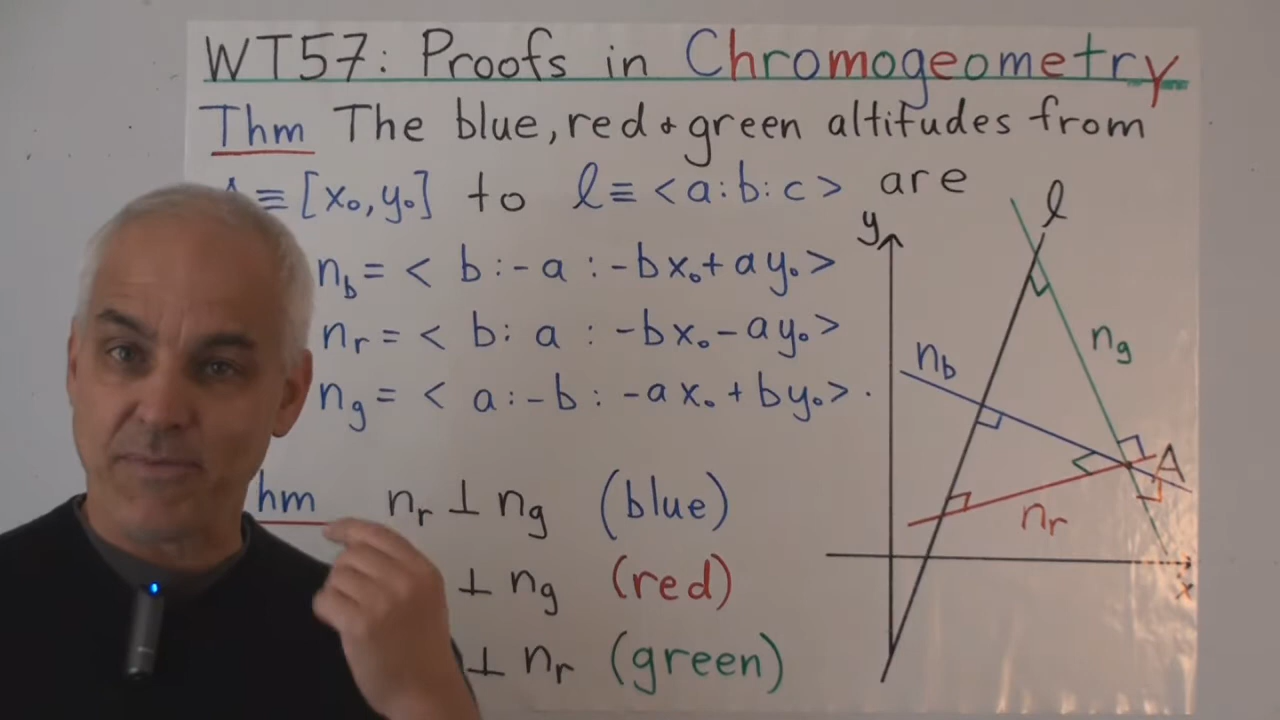 WT57: Proofs in Chromogeometry
Thm The blue, red + green altitudes from
≡ [x₀, y₀] to l ≡ <a:b:c> are
n_b = < b : -a : -bx₀ + ay₀ >
n_r = < b : a : -bx₀ - ay₀ >
n_g = < a : -b : -ax₀ + by₀ > .
hm n_r ⊥ n_g (blue)
⊥ n_g (red)
⊥ n_r (green)
y
l
n_g
n_b
A
n_r
x